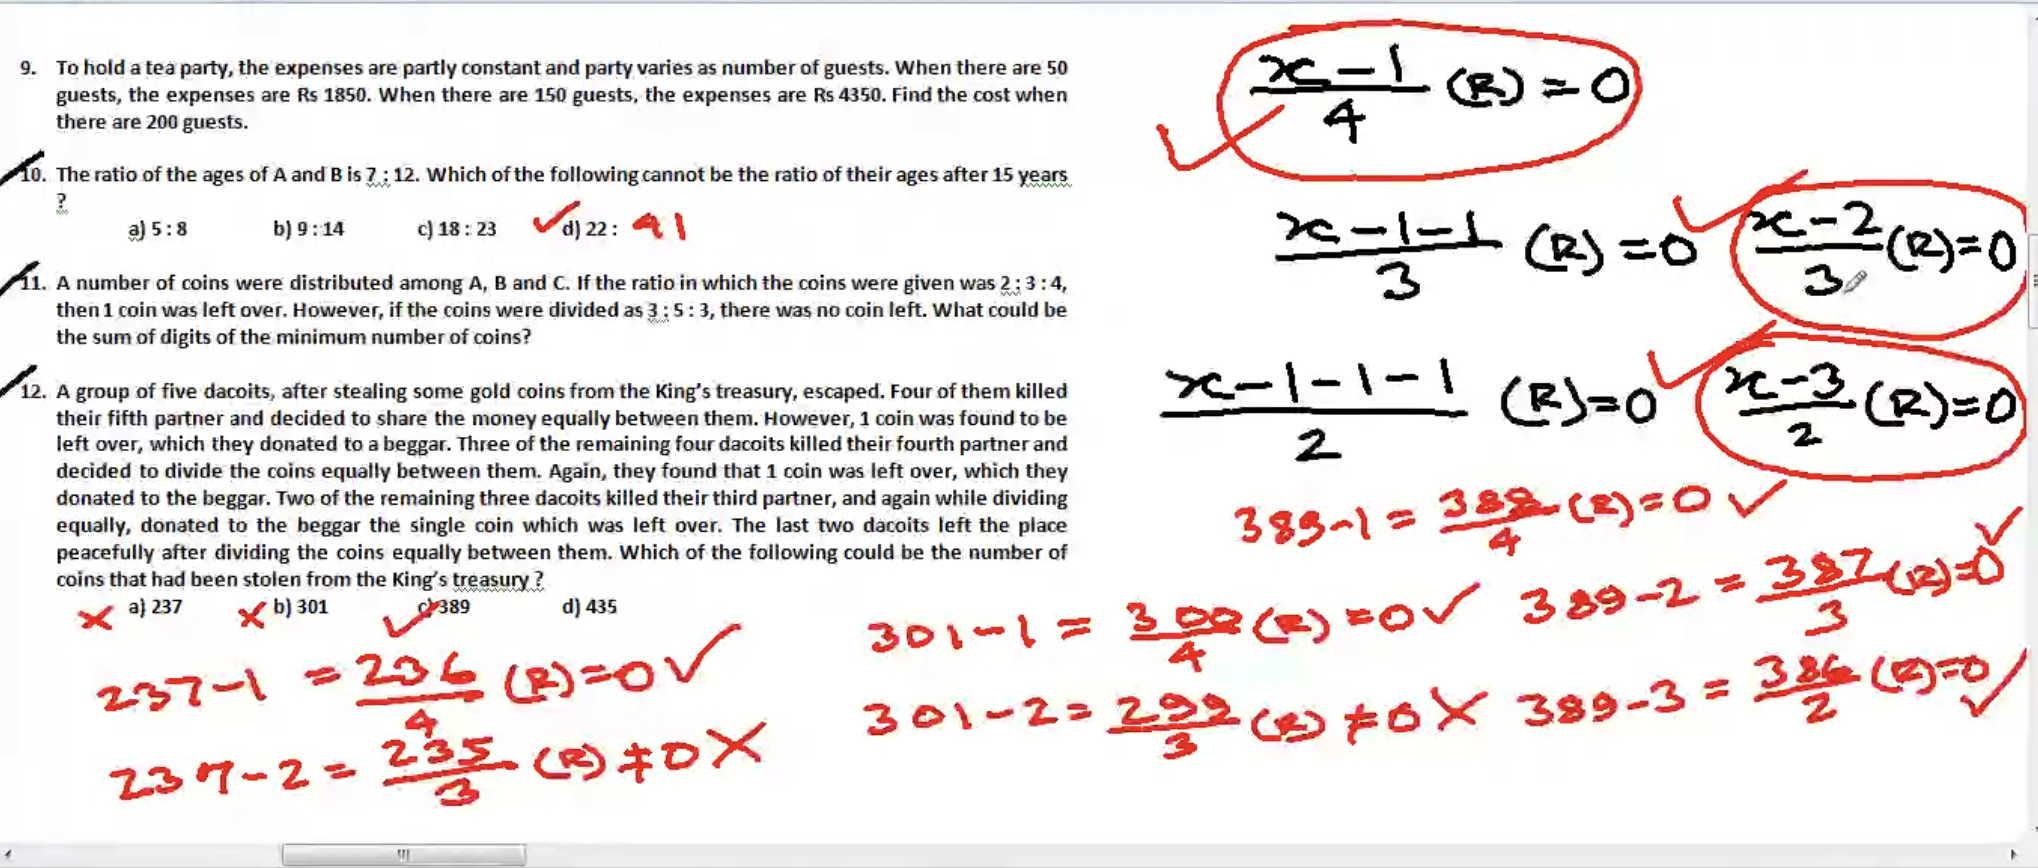 9. To hold a tea party, the expenses are partly constant and party varies as number of guests. When there are 50
guests, the expenses are Rs 1850. When there are 150 guests, the expenses are Rs 4350. Find the cost when
there are 200 guests.
10. The ratio of the ages of A and B is 7 : 12. Which of the following cannot be the ratio of their ages after 15 years
?
a) 5 : 8 b) 9 : 14 c) 18 : 23 ✓ d) 22 : 41
11. A number of coins were distributed among A, B and C. If the ratio in which the coins were given was 2 : 3 : 4,
then 1 coin was left over. However, if the coins were divided as 3 : 5 : 3, there was no coin left. What could be
the sum of digits of the minimum number of coins?
12. A group of five dacoits, after stealing some gold coins from the King's treasury, escaped. Four of them killed
their fifth partner and decided to share the money equally between them. However, 1 coin was found to be
left over, which they donated to a beggar. Three of the remaining four dacoits killed their fourth partner and
decided to divide the coins equally between them. Again, they found that 1 coin was left over, which they
donated to the beggar. Two of the remaining three dacoits killed their third partner, and again while dividing
equally, donated to the beggar the single coin which was left over. The last two dacoits left the place
peacefully after dividing the coins equally between them. Which of the following could be the number of
coins that had been stolen from the King's treasury ?
✗ a) 237 ✗ b) 301 ✓ c) 389 d) 435
237-1 = 236/4 (R)=0 ✓
237-2 = 235/3 (R) ≠0 ✗
301-1 = 300/4 (R) =0 ✓
301-2= 299/3 (R) ≠0 ✗
✓ x-1/4 (R) = 0
x-1-1/3 (R) =0 ✓ x-2/3 (R)=0
x-1-1-1/2 (R)=0 ✓ x-3/2 (R)=0
389-1 = 388/4 (R)=0 ✓
389-2 = 387/3 (R)=0 ✓
389-3 = 386/2 (R)=0 ✓